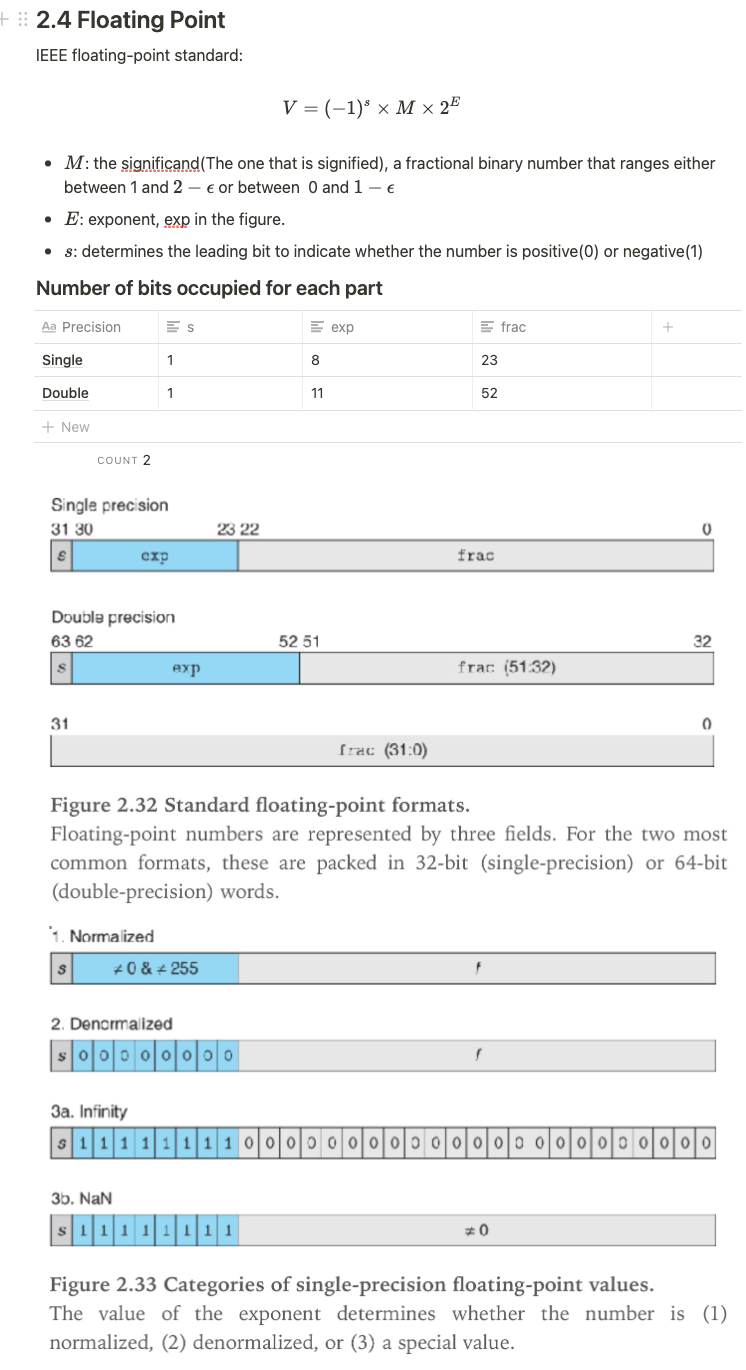 2.4 Floating Point
IEEE floating-point standard:
V = (−1)^s × M × 2^E
• M: the significand(The one that is signified), a fractional binary number that ranges either
between 1 and 2 − ϵ or between 0 and 1 − ϵ
• E: exponent, exp in the figure.
• s: determines the leading bit to indicate whether the number is positive(0) or negative(1)
Number of bits occupied for each part
Aa Precision s exp frac +
Single 1 8 23
Double 1 11 52
+ New
COUNT 2
Single precision
31 30 23 22 0
s exp frac
Double precision
63 62 52 51 32
s exp frac (51:32)
31 0
frac (31:0)
Figure 2.32 Standard floating-point formats.
Floating-point numbers are represented by three fields. For the two most
common formats, these are packed in 32-bit (single-precision) or 64-bit
(double-precision) words.
1. Normalized
s ≠ 0 & ≠ 255 f
2. Denormalized
s 0 0 0 0 0 0 0 0 f
3a. Infinity
s 1 1 1 1 1 1 1 1 0 0 0 0 0 0 0 0 0 0 0 0 0 0 0 0 0 0 0 0 0 0 0
3b. NaN
s 1 1 1 1 1 1 1 1 ≠ 0
Figure 2.33 Categories of single-precision floating-point values.
The value of the exponent determines whether the number is (1)
normalized, (2) denormalized, or (3) a special value.